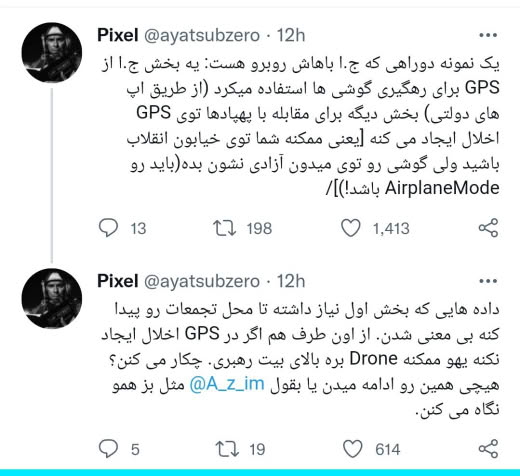 Pixel @ayatsubzero · 12h
یک نمونه دوراهی که ج.ا باهاش روبرو هست: یه بخش ج.ا از
GPS برای رهگیری گوشی ها استفاده میکرد (از طریق اپ
های دولتی) بخش دیگه برای مقابله با پهپادها توی GPS
اخلال ایجاد می کنه [یعنی ممکنه شما توی خیابون انقلاب
باشید ولی گوشی رو توی میدون آزادی نشون بده(باید رو
AirplaneMode باشد!)]/
13 198 1,413
Pixel @ayatsubzero · 12h
داده هایی که بخش اول نیاز داشته تا محل تجمعات رو پیدا
کنه بی معنی شدن. از اون طرف هم اگر در GPS اخلال ایجاد
نکنه یهو ممکنه Drone بره بالای بیت رهبری. چکار می کنن؟
هیچی همین رو ادامه میدن یا بقول @A_z_im مثل بز همو
نگاه می کنن.
5 19 614